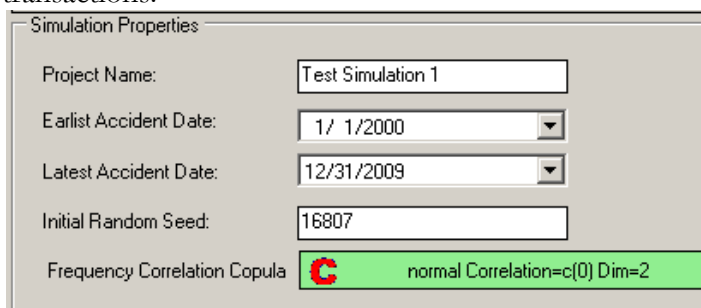 transactions.
Simulation Properties
Project Name: Test Simulation 1
Earlist Accident Date: 1/ 1/2000
Latest Accident Date: 12/31/2009
Initial Random Seed: 16807
Frequency Correlation Copula C normal Correlation=c(0) Dim=2